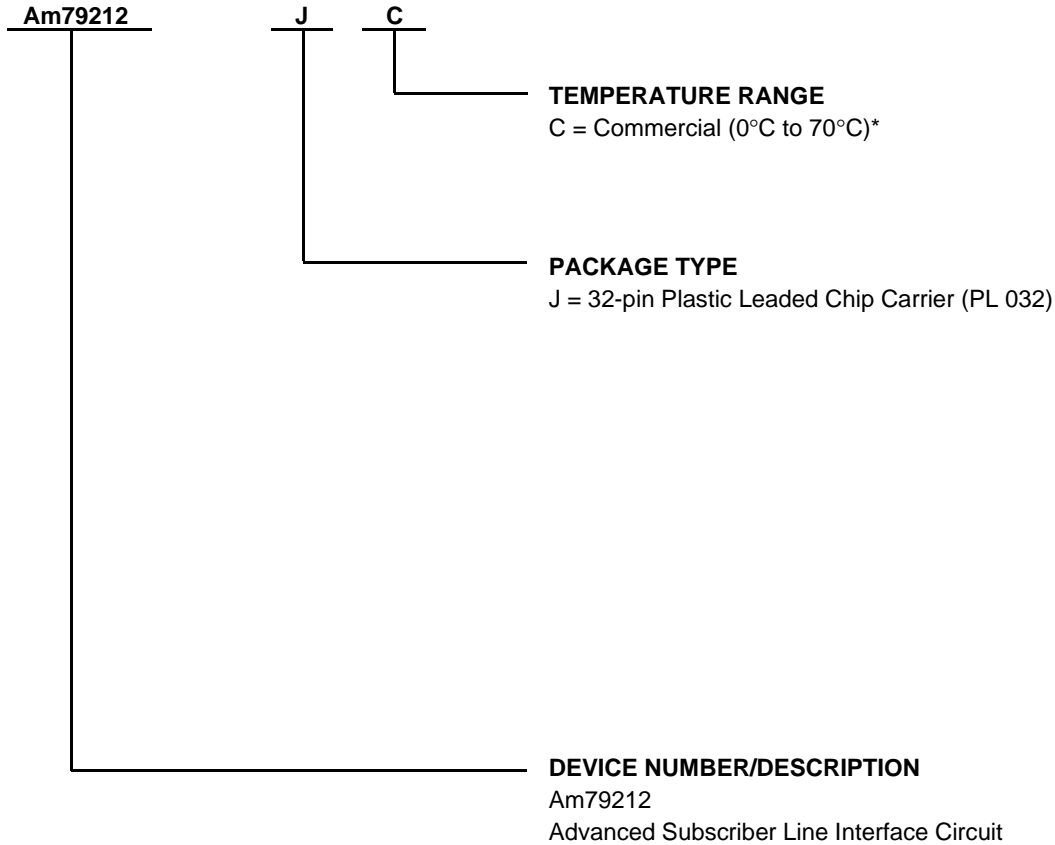 Am79212 J C
TEMPERATURE RANGE
C = Commercial (0°C to 70°C)*
PACKAGE TYPE
J = 32-pin Plastic Leaded Chip Carrier (PL 032)
DEVICE NUMBER/DESCRIPTION
Am79212
Advanced Subscriber Line Interface Circuit